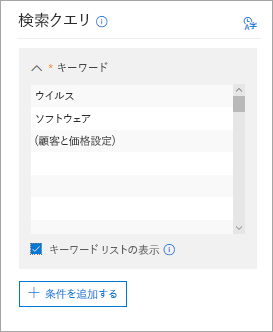 検索クエリ
A字
* キーワード
ウイルス
ソフトウェア
(顧客と価格設定)
キーワード リストの表示
+ 条件を追加する